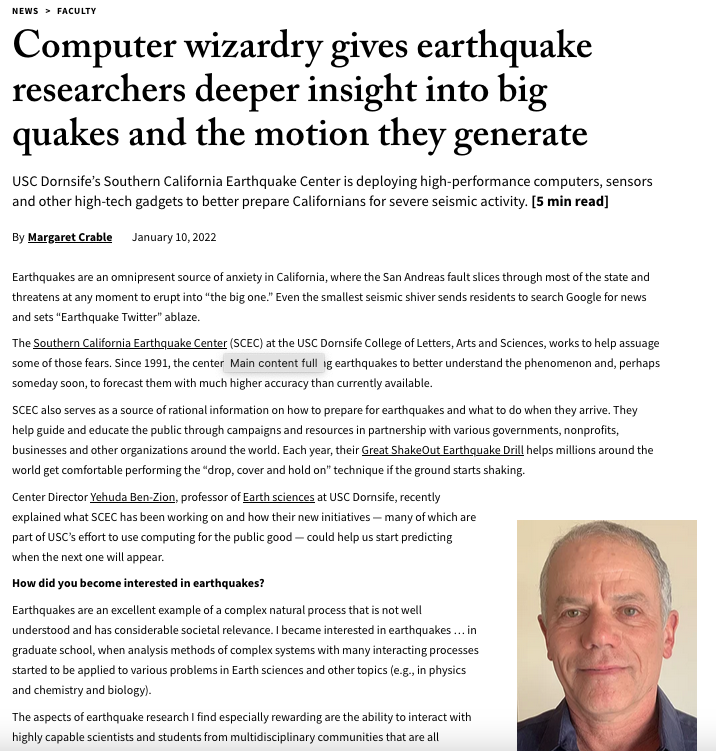 NEWS > FACULTY
Computer wizardry gives earthquake
researchers deeper insight into big
quakes and the motion they generate
USC Dornsife's Southern California Earthquake Center is deploying high-performance computers, sensors
and other high-tech gadgets to better prepare Californians for severe seismic activity. [5 min read]
By Margaret Crable January 10, 2022
Earthquakes are an omnipresent source of anxiety in California, where the San Andreas fault slices through most of the state and
threatens at any moment to erupt into “the big one.” Even the smallest seismic shiver sends residents to search Google for news
and sets “Earthquake Twitter” ablaze.
The Southern California Earthquake Center (SCEC) at the USC Dornsife College of Letters, Arts and Sciences, works to help assuage
some of those fears. Since 1991, the center Main content full earthquakes to better understand the phenomenon and, perhaps
someday soon, to forecast them with much higher accuracy than currently available.
SCEC also serves as a source of rational information on how to prepare for earthquakes and what to do when they arrive. They
help guide and educate the public through campaigns and resources in partnership with various governments, nonprofits,
businesses and other organizations around the world. Each year, their Great ShakeOut Earthquake Drill helps millions around the
world get comfortable performing the “drop, cover and hold on” technique if the ground starts shaking.
Center Director Yehuda Ben-Zion, professor of Earth sciences at USC Dornsife, recently
explained what SCEC has been working on and how their new initiatives — many of which are
part of USC's effort to use computing for the public good — could help us start predicting
when the next one will appear.
How did you become interested in earthquakes?
Earthquakes are an excellent example of a complex natural process that is not well
understood and has considerable societal relevance. I became interested in earthquakes … in
graduate school, when analysis methods of complex systems with many interacting processes
started to be applied to various problems in Earth sciences and other topics (e.g., in physics
and chemistry and biology).
The aspects of earthquake research I find especially rewarding are the ability to interact with
highly capable scientists and students from multidisciplinary communities that are all